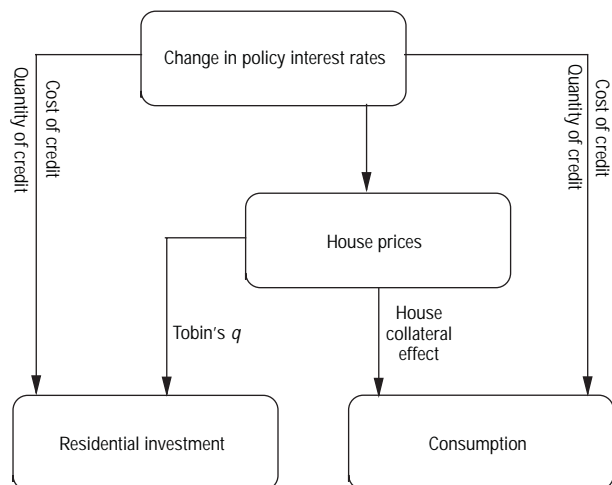 Change in policy interest rates
Cost of credit
Quantity of credit
Cost of credit
Quantity of credit
House prices
Tobin's q
House
collateral
effect
Residential investment
Consumption